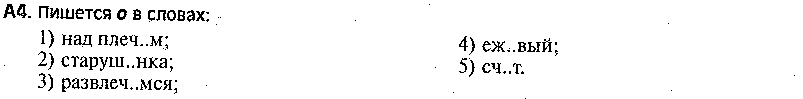 А4. Пишется о в словах:
1) над плеч..м;
2) старуш..нка;
3) развлеч..мся;
4) еж..вый;
5) сч..т.